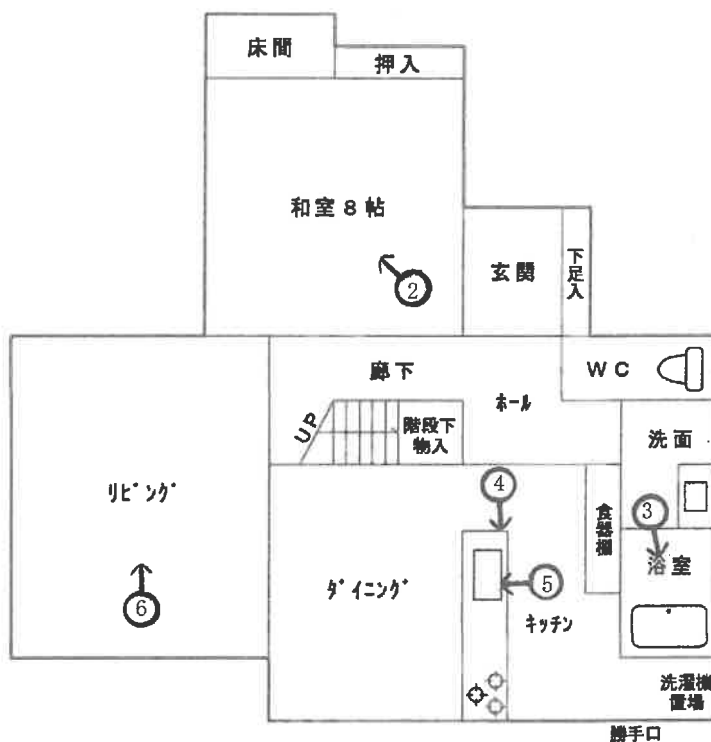 床間
押入
和室8帖
②
玄関
下足入
廊下
WC
ホール
UP
階段下
物入
洗面
リビング
④
食器棚
③
浴室
⑥
ダイニング
⑤
キッチン
洗濯機
置場
勝手口